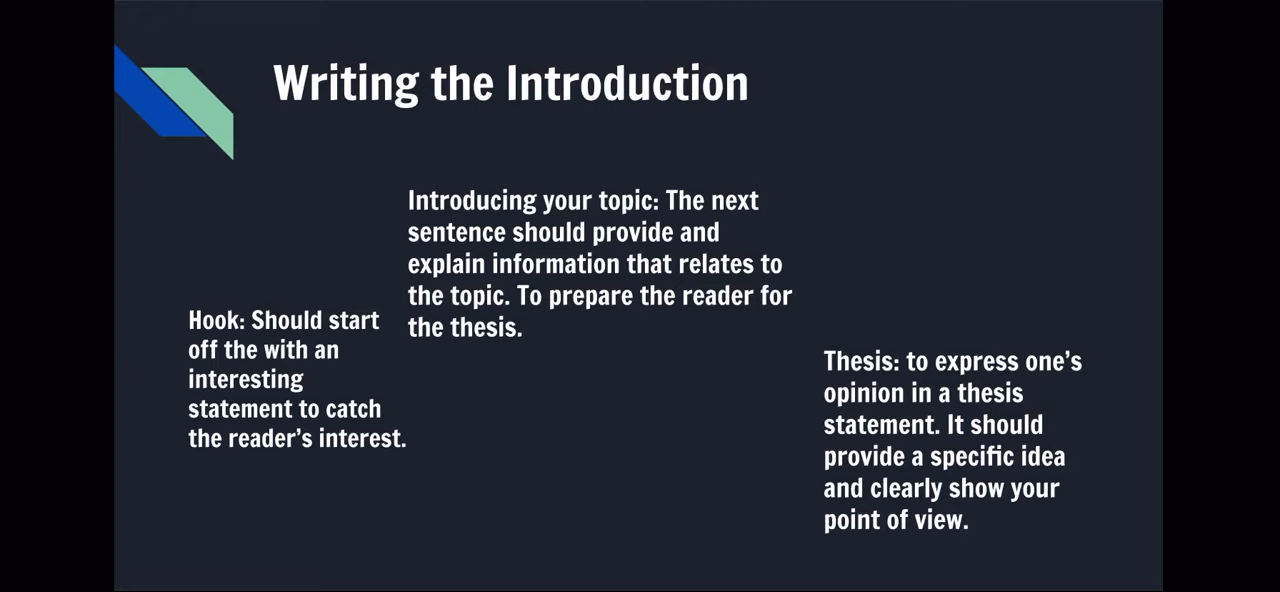 Writing the Introduction
Hook: Should start
off the with an
interesting
statement to catch
the reader's interest.
Introducing your topic: The next
sentence should provide and
explain information that relates to
the topic. To prepare the reader for
the thesis.
Thesis: to express one's
opinion in a thesis
statement. It should
provide a specific idea
and clearly show your
point of view.